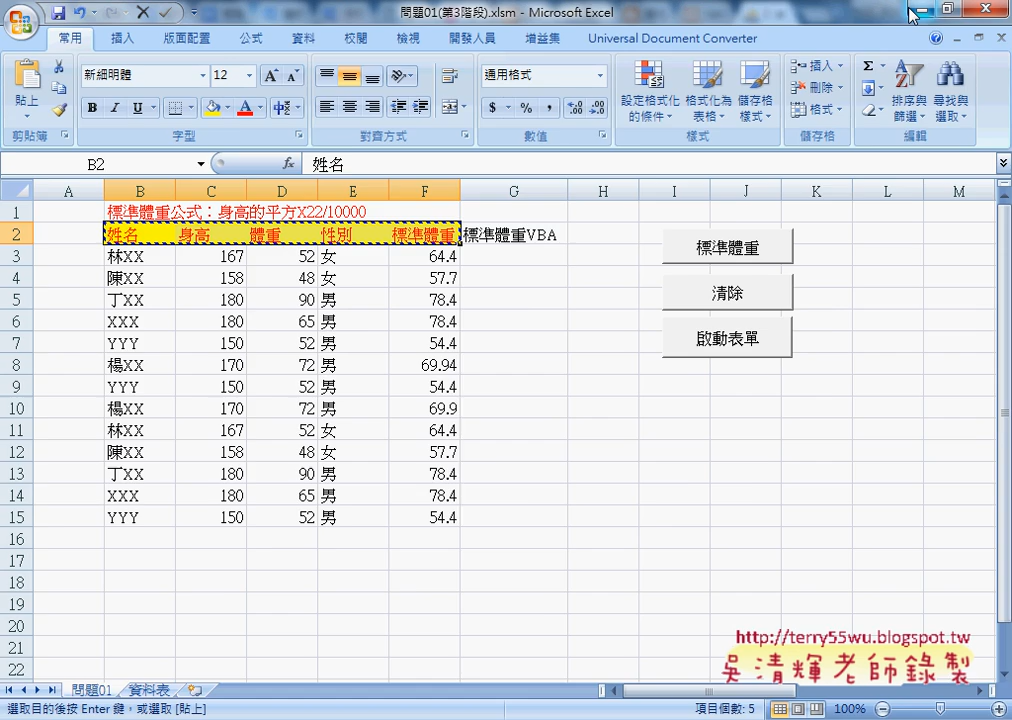 問題01(第3階段).xlsm - Microsoft Excel
常用 插入 版面配置 公式 資料 校閱 檢視 開發人員 增益集 Universal Document Converter
貼上 新細明體 12 通用格式 設定格式化的條件 格式化為表格 儲存格樣式 插入 刪除 格式 排序與篩選 尋找與選取
剪貼簿 字型 對齊方式 數值 樣式 儲存格 編輯
B2 fx 姓名
A B C D E F G H I J K L M
1 標準體重公式：身高的平方X22/10000
2 姓名 身高 體重 性別 標準體重 標準體重VBA
3 林XX 167 52 女 64.4
4 陳XX 158 48 女 57.7
5 丁XX 180 90 男 78.4
6 XXX 180 65 男 78.4
7 YYY 150 52 男 54.4
8 楊XX 170 72 男 69.94
9 YYY 150 52 男 54.4
10 楊XX 170 72 男 69.9
11 林XX 167 52 女 64.4
12 陳XX 158 48 女 57.7
13 丁XX 180 90 男 78.4
14 XXX 180 65 男 78.4
15 YYY 150 52 男 54.4
16
17
18
19
20
21
22
標準體重
清除
啟動表單
http://terry55wu.blogspot.tw
吳清輝老師錄製
問題01 資料表
選取目的後按 Enter 鍵，或選取 [貼上] 項目個數: 5 100%